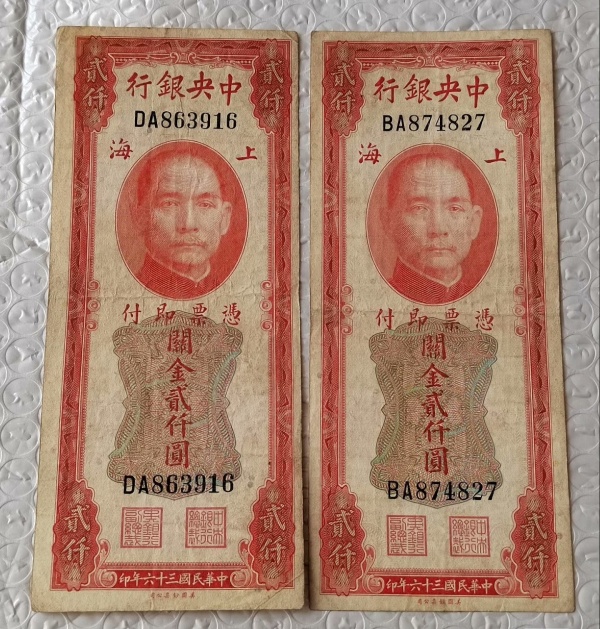 貳仟
貳仟
中央銀行
DA863916
上海
憑票即付
關金貳仟圓
DA863916
貳仟
貳仟
中華民國三十六年印
貳仟
貳仟
中央銀行
BA874827
上海
憑票即付
關金貳仟圓
BA874827
貳仟
貳仟
中華民國三十六年印